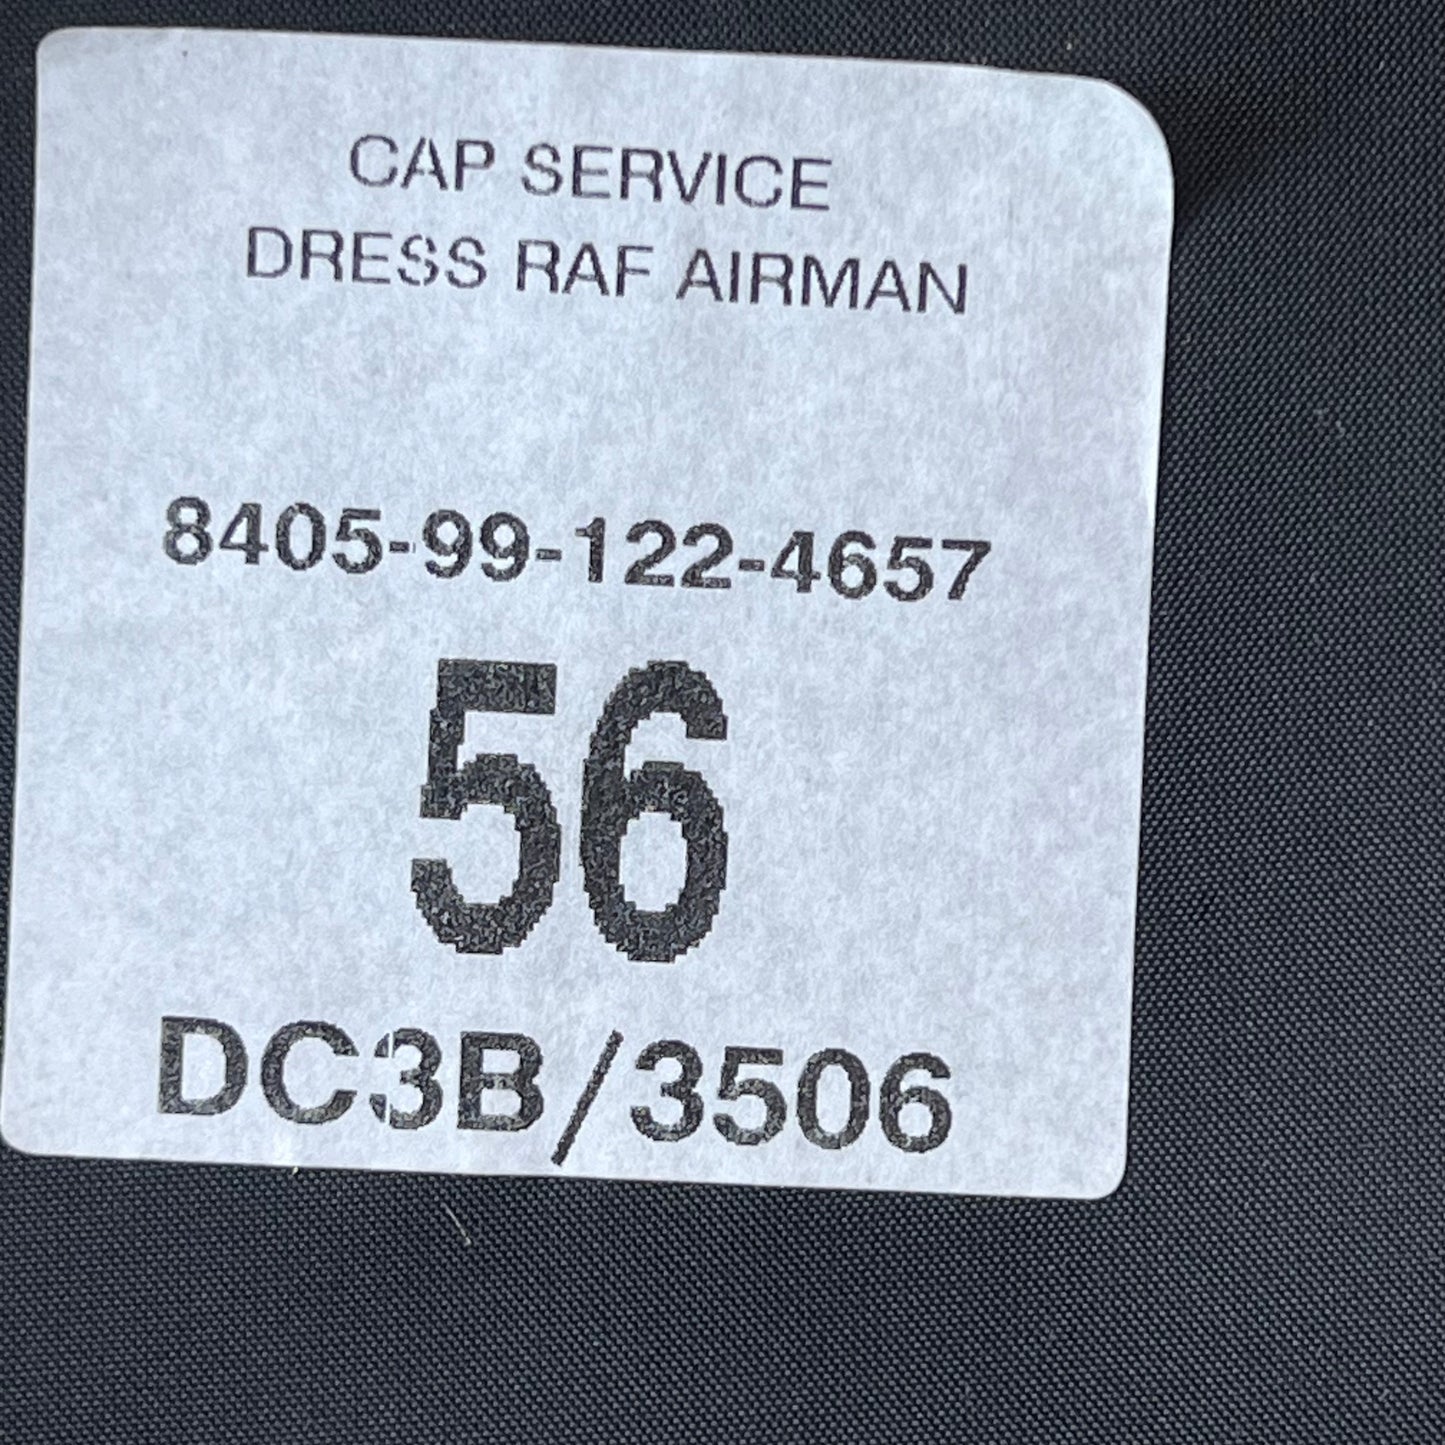 CAP SERVICE
DRESS RAF AIRMAN
8405-99-122-4657
56
DC3B/3506